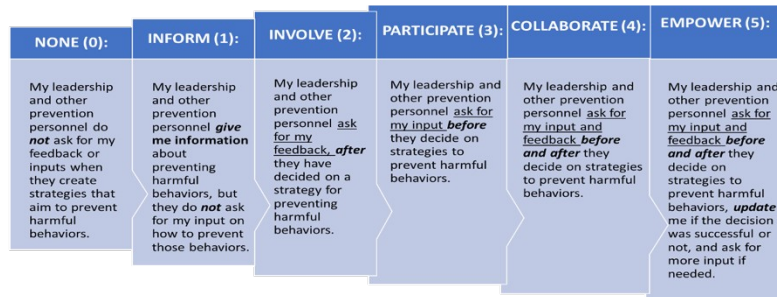 NONE (0):
My leadership
and other
prevention
personnel do
not ask for my
feedback or
inputs when
they create
strategies that
aim to prevent
harmful
behaviors.
INFORM (1):
My leadership
and other
prevention
personnel give
me information
about
preventing
harmful
behaviors, but
they do not ask
for my input on
how to prevent
those behaviors.
INVOLVE (2):
My leadership
and other
prevention
personnel ask
for my
feedback, after
they have
decided on a
strategy for
preventing
harmful
behaviors.
PARTICIPATE (3):
My leadership and
other prevention
personnel ask for
my input before
they decide on
strategies to
prevent harmful
behaviors.
COLLABORATE (4):
My leadership and
other prevention
personnel ask for
my input and
feedback before
and after they
decide on strategies
to prevent harmful
behaviors.
EMPOWER (5):
My leadership and
other prevention
personnel ask for
my input and
feedback before
and after they
decide on
strategies to
prevent harmful
behaviors, update
me if the decision
was successful or
not, and ask for
more input if
needed.